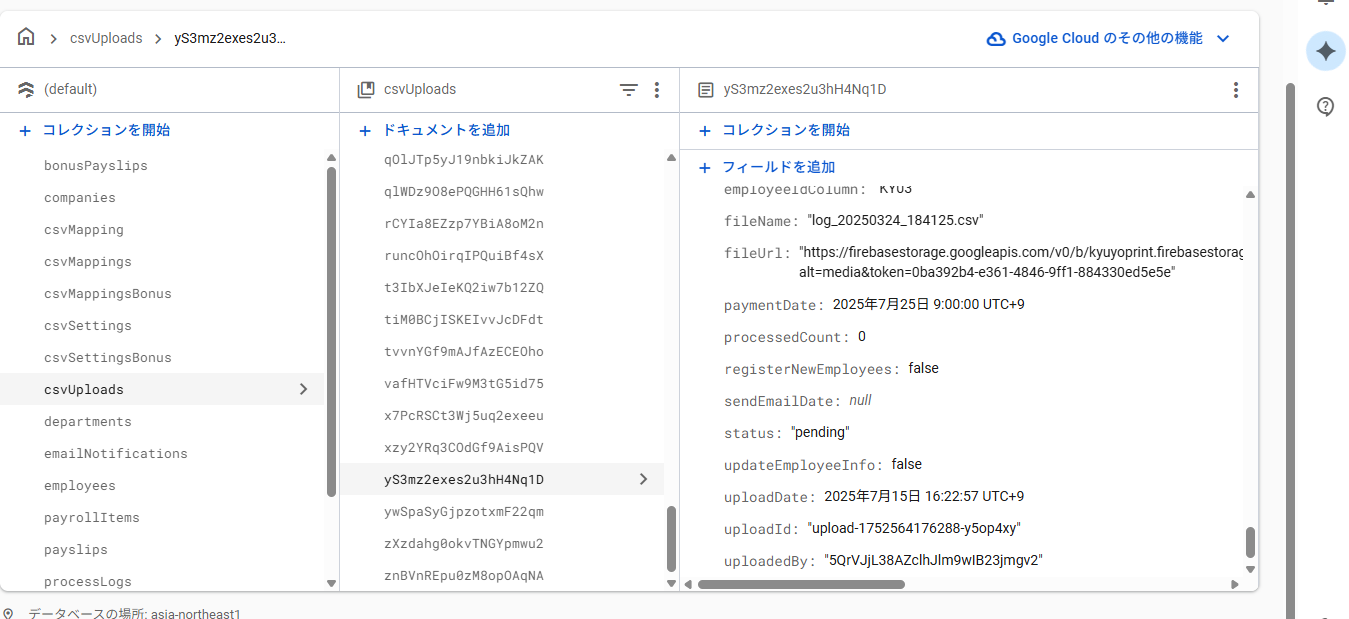 csvUploads
yS3mz2exes2u3…
Google Cloud のその他の機能
(default)
コレクションを開始
bonusPayslips
companies
csvMapping
csvMappings
csvMappingsBonus
csvSettings
csvSettingsBonus
csvUploads
departments
emailNotifications
employees
payrollItems
payslips
processLogs
csvUploads
ドキュメントを追加
qOlJTp5yJ19nbkiJkZAK
qlWDz9O8ePQGHH61sQhw
rCYIa8EZzp7YBiA8oM2n
runcOhOirqIPQuiBf4sX
t3IbXJeIeKQ2iw7b12ZQ
tiM0BCjISKEIvvJcDFdt
tvvnYGf9mAJfAzECEOho
vafHTVciFw9M3tG5id75
x7PcRSCt3Wj5uq2exeeu
xzy2YRq3COdGf9AisPQV
yS3mz2exes2u3hH4Nq1D
ywSpaSyGjpzotxmF22qm
zXzdahg0okvTNGYpmwu2
znBVnREpu0zM8opOAqNA
yS3mz2exes2u3hH4Nq1D
コレクションを開始
フィールドを追加
employeeIdColumn: "KY03"
fileName: "log_20250324_184125.csv"
fileUrl: "https://firebasestorage.googleapis.com/v0/b/kyuyoprint.firebasestorag
alt=media&token=0ba392b4-e361-4846-9ff1-884330ed5e5e"
paymentDate: 2025年7月25日 9:00:00 UTC+9
processedCount: 0
registerNewEmployees: false
sendEmailDate: null
status: "pending"
updateEmployeeInfo: false
uploadDate: 2025年7月15日 16:22:57 UTC+9
uploadId: "upload-1752564176288-y5op4xy"
uploadedBy: "5QrVJjL38AZclhJlm9wIB23jmgv2"
データベースの場所: asia-northeast1